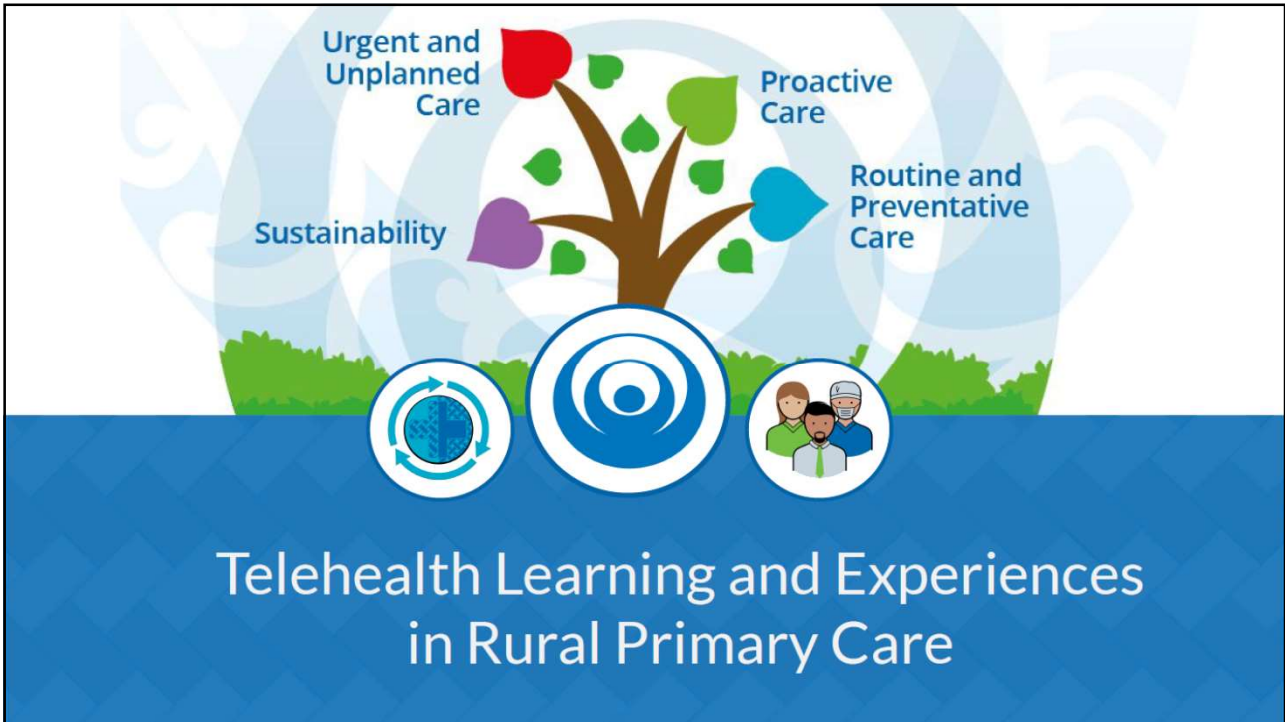 Urgent and
Unplanned
Care
Proactive
Care
Routine and
Preventative
Care
Sustainability
Telehealth Learning and Experiences
in Rural Primary Care